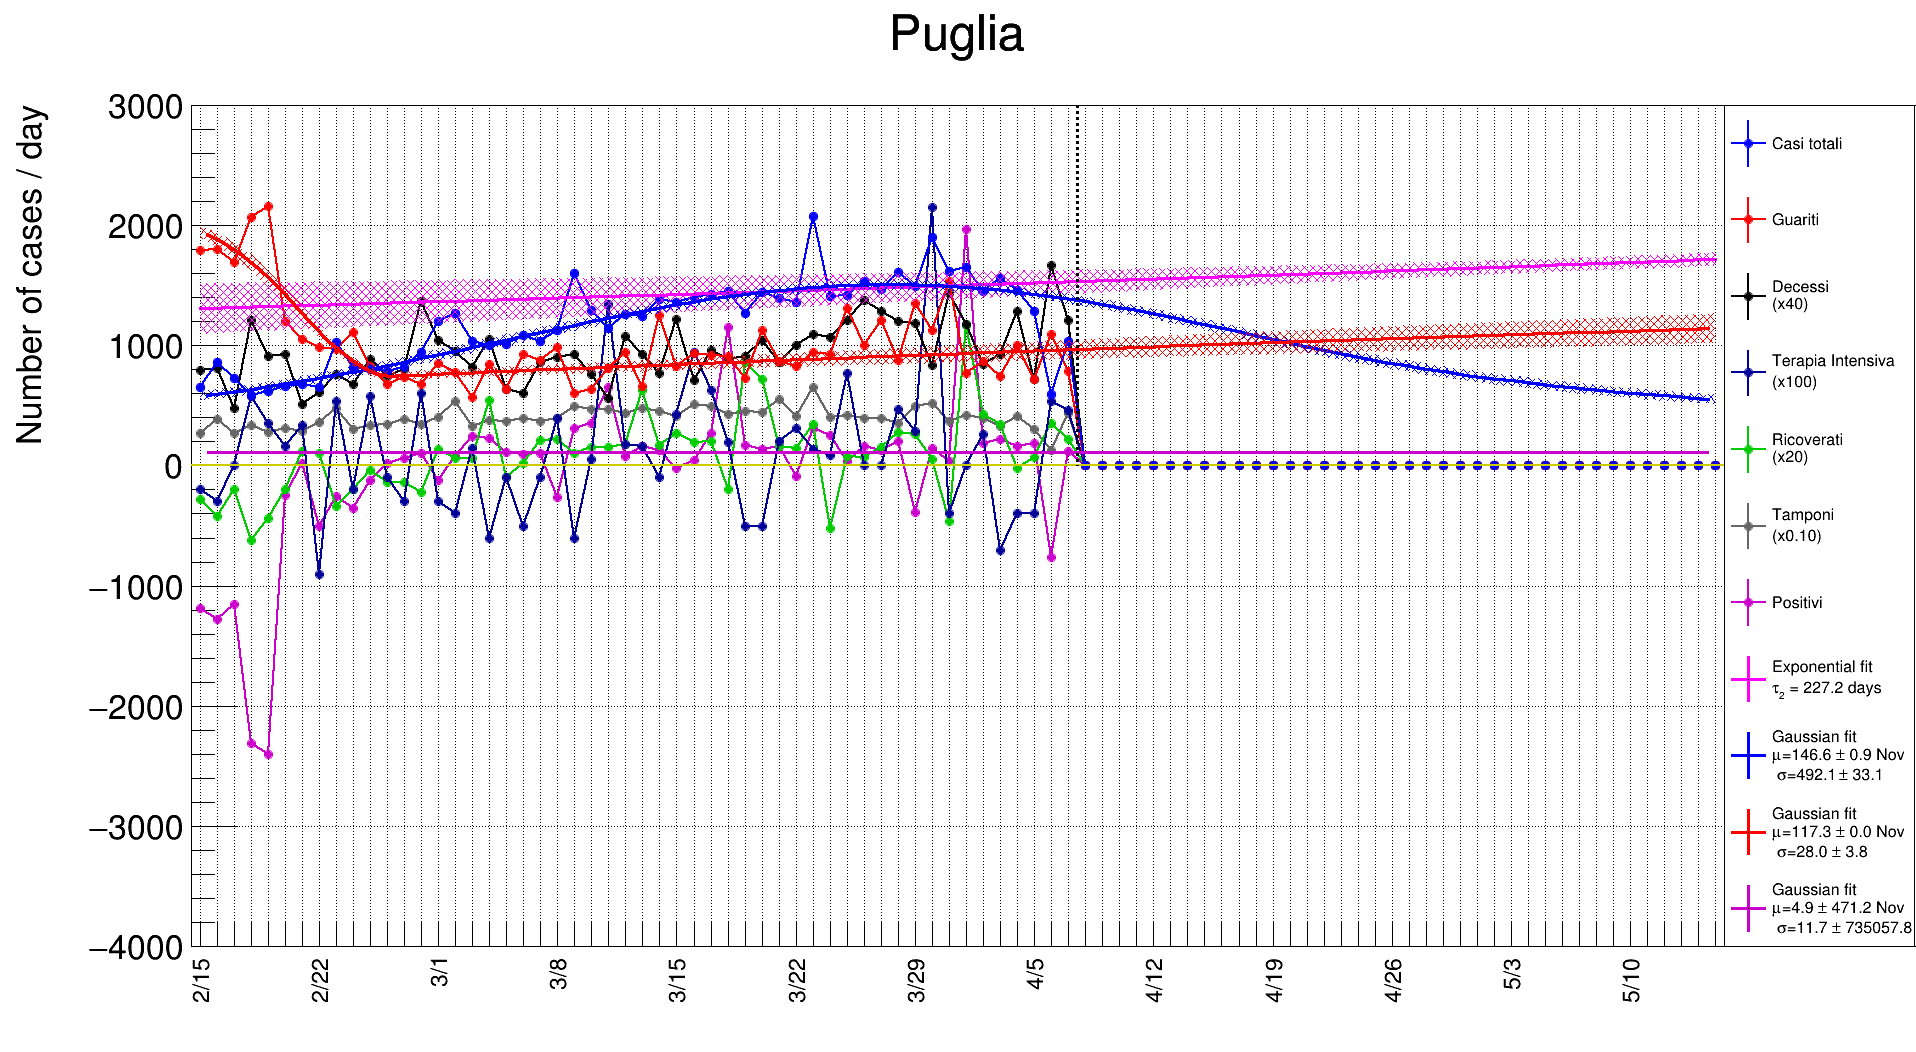 Puglia
Number of cases / day
3000
2000
1000
0
−1000
−2000
−3000
−4000
2/15
2/22
3/1
3/8
3/15
3/22
3/29
4/5
4/12
4/19
4/26
5/3
5/10
Casi totali
Guariti
Decessi
(x40)
Terapia Intensiva
(x100)
Ricoverati
(x20)
Tamponi
(x0.10)
Positivi
Exponential fit
τ2 = 227.2 days
Gaussian fit
μ=146.6 ± 0.9 Nov
σ=492.1 ± 33.1
Gaussian fit
μ=117.3 ± 0.0 Nov
σ=28.0 ± 3.8
Gaussian fit
μ=4.9 ± 471.2 Nov
σ=11.7 ± 735057.8